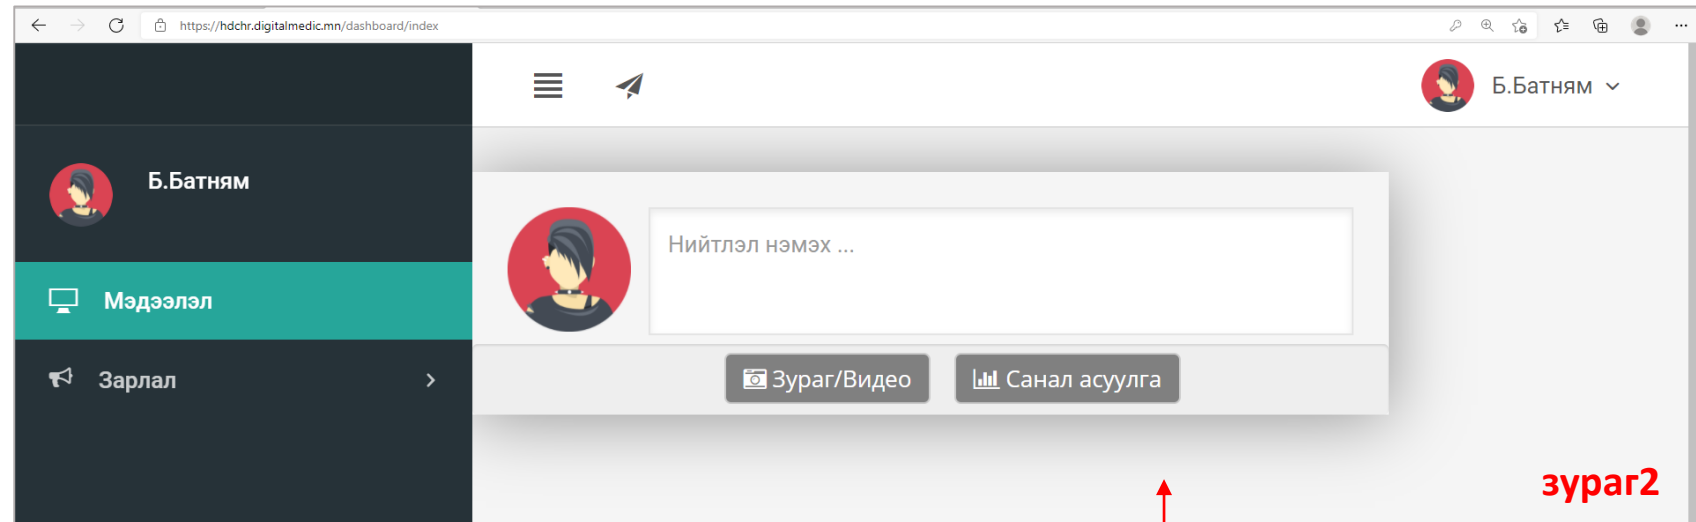 https://hdchr.digitalmedic.mn/dashboard/index
Б.Батням
Б.Батням
Нийтлэл нэмэх ...
Мэдээлэл
Зураг/Видео
Санал асуулга
Зарлал
зураг2